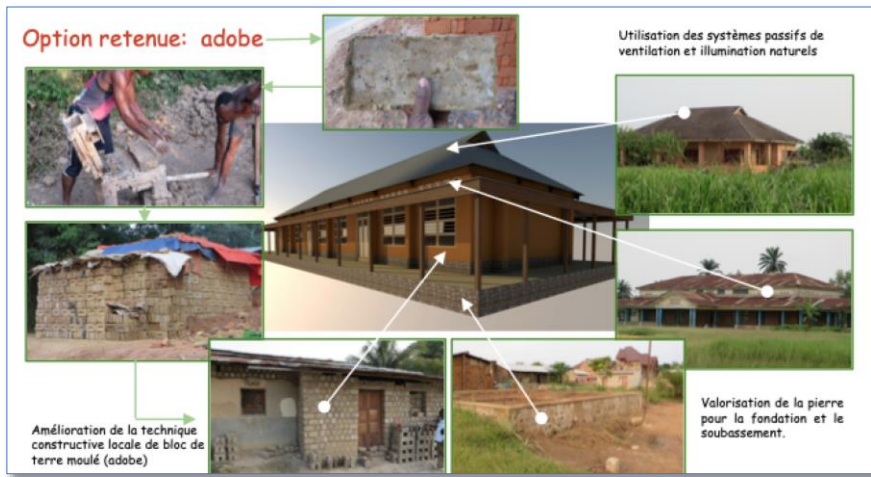 Option retenue: adobe
Utilisation des systèmes passifs de
ventilation et illumination naturels
Amélioration de la technique
constructive locale de bloc de
terre moulé (adobe)
Valorisation de la pierre
pour la fondation et le
soubassement.